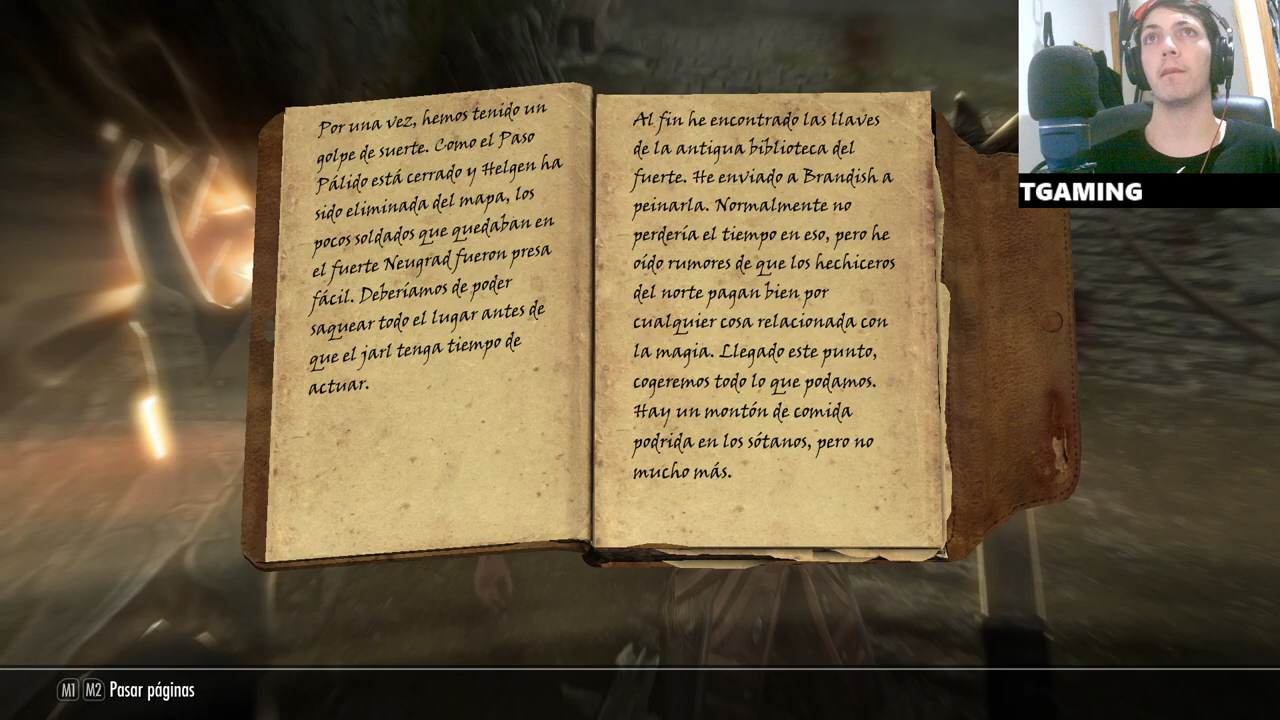 Por una vez, hemos tenido un
golpe de suerte. Como el Paso
Pálido está cerrado y Helgen ha
sido eliminada del mapa, los
pocos soldados que quedaban en
el fuerte Neugrad fueron presa
fácil. Deberíamos de poder
saquear todo el lugar antes de
que el jarl tenga tiempo de
actuar.
Al fin he encontrado las llaves
de la antigua biblioteca del
fuerte. He enviado a Brandish a
peinarla. Normalmente no
perdería el tiempo en eso, pero he
oído rumores de que los hechiceros
del norte pagan bien por
cualquier cosa relacionada con
la magia. Llegado este punto,
cogeremos todo lo que podamos.
Hay un montón de comida
podrida en los sótanos, pero no
mucho más.
TGAMING
M1 M2 Pasar páginas